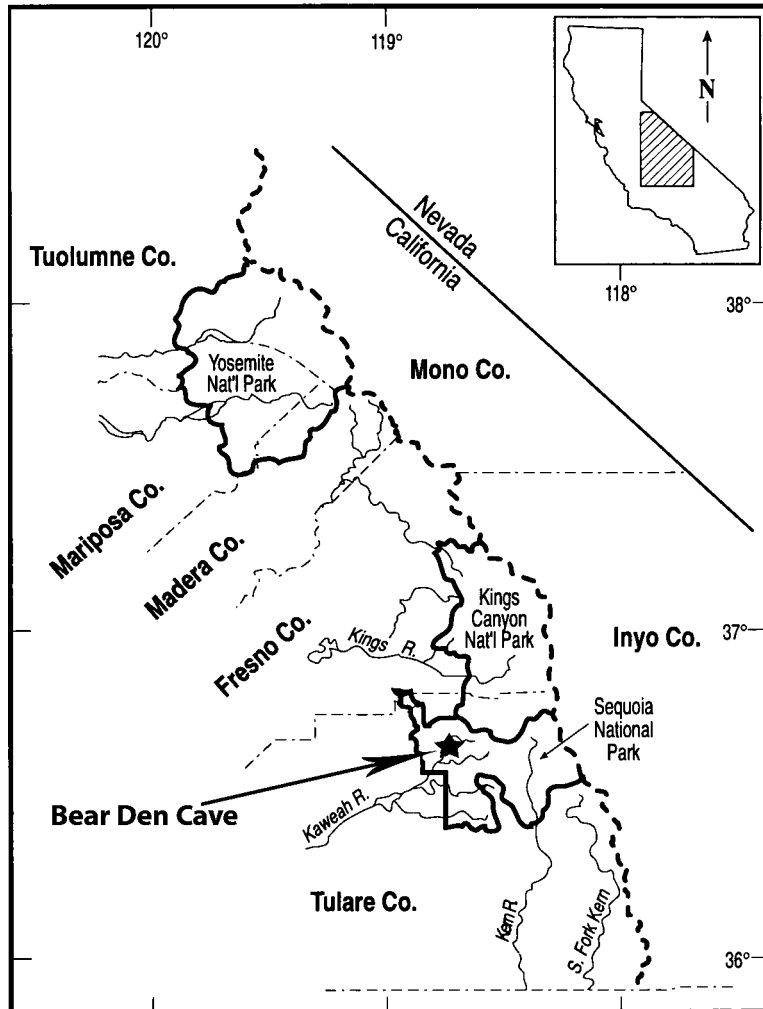 120°
119°
N
Nevada
California
Tuolumne Co.
118°
38°
Yosemite
Nat'l Park
Mono Co.
Mariposa Co.
Madera Co.
Fresno Co.
Kings R.
Kings
Canyon
Nat'l Park
37°
Inyo Co.
Sequoia
National
Park
Bear Den Cave
Kaweah R.
Tulare Co.
Kern R.
S. Fork Kern
36°